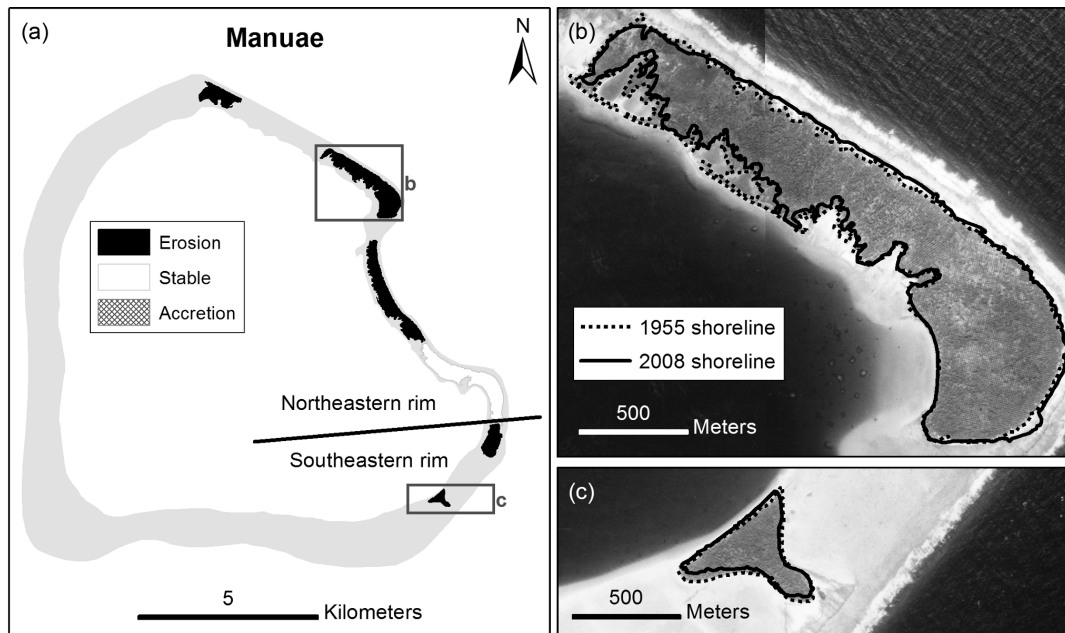 (a)
Manuae
N
b
Erosion
Stable
Accretion
Northeastern rim
Southeastern rim
c
5
Kilometers
(b)
1955 shoreline
2008 shoreline
500
Meters
(c)
500
Meters